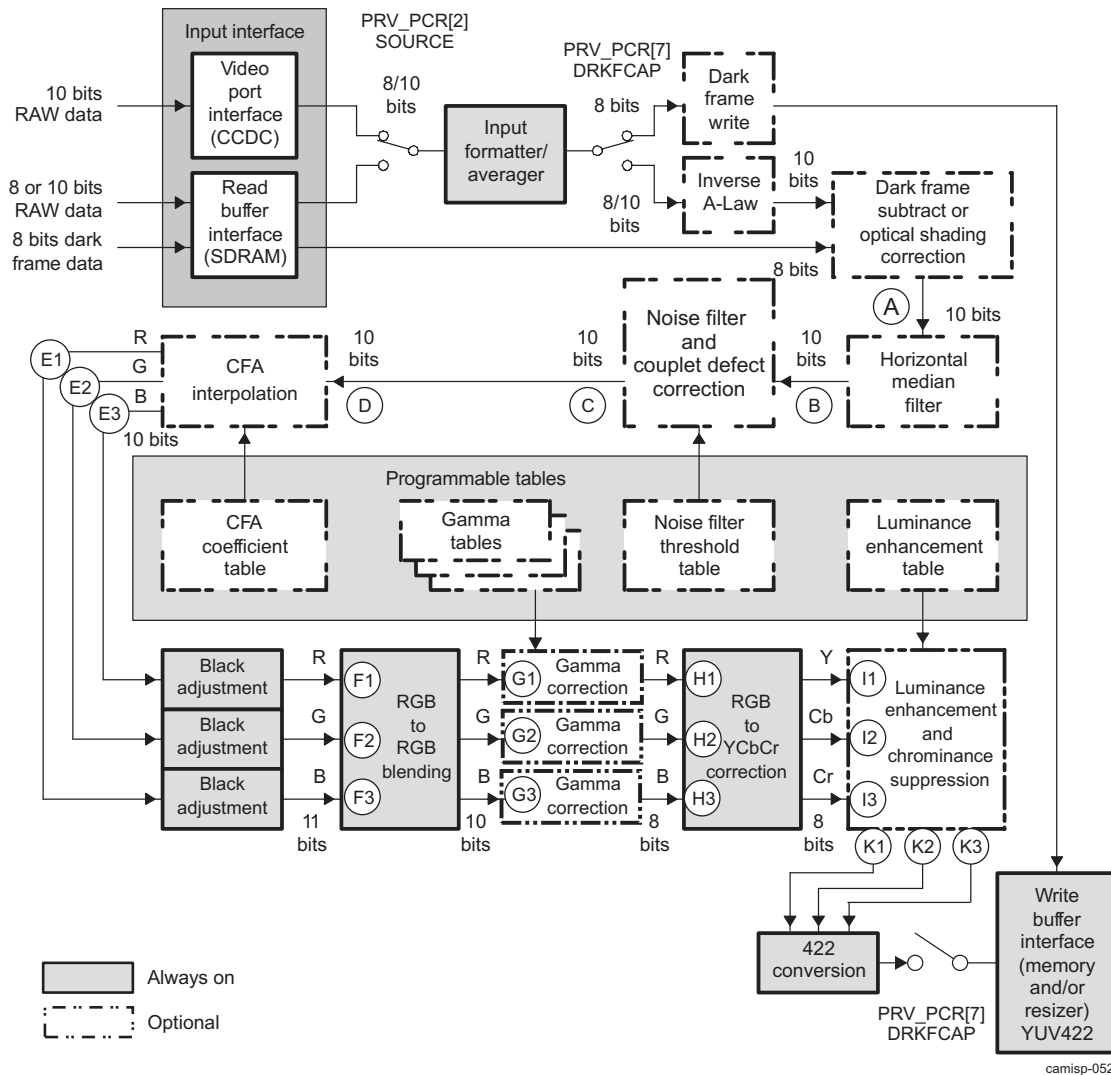 Input interface
PRV_PCR[2]
SOURCE
PRV_PCR[7]
DRKFCAP
Video
port
interface
(CCDC)
10 bits
RAW data
8/10
bits
8 bits
Dark
frame
write
Input
formatter/
averager
8 or 10 bits
RAW data
8 bits dark
frame data
Read
buffer
interface
(SDRAM)
8/10
bits
Inverse
A-Law
10
bits
Dark frame
subtract or
optical shading
correction
8 bits
A
10 bits
E1
E2
E3
R
G
B
10 bits
CFA
interpolation
10
bits
D
10
bits
C
Noise filter
and
couplet defect
correction
10
bits
B
Horizontal
median
filter
Programmable tables
CFA
coefficient
table
Gamma
tables
Noise filter
threshold
table
Luminance
enhancement
table
Black
adjustment
Black
adjustment
Black
adjustment
R
G
B
11
bits
F1
F2
F3
RGB
to
RGB
blending
R
G
B
10
bits
G1
Gamma
correction
G2
Gamma
correction
G3
Gamma
correction
R
G
B
8
bits
H1
H2
H3
RGB
to
YCbCr
correction
Y
Cb
Cr
8
bits
I1
I2
I3
Luminance
enhancement
and
chrominance
suppression
K1
K2
K3
422
conversion
PRV_PCR[7]
DRKFCAP
Write
buffer
interface
(memory
and/or
resizer)
YUV422
Always on
Optional
camisp-052